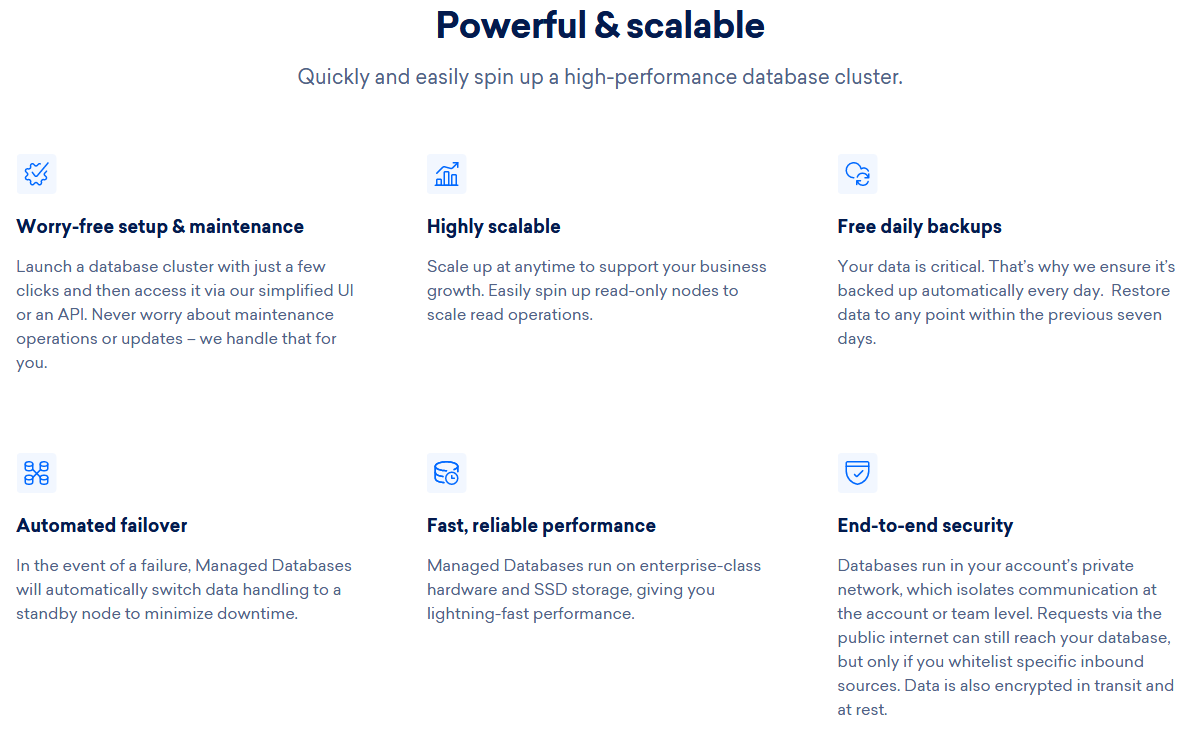 Powerful & scalable
Quickly and easily spin up a high-performance database cluster.
Worry-free setup & maintenance
Launch a database cluster with just a few
clicks and then access it via our simplified UI
or an API. Never worry about maintenance
operations or updates – we handle that for
you.
Highly scalable
Scale up at anytime to support your business
growth. Easily spin up read-only nodes to
scale read operations.
Free daily backups
Your data is critical. That’s why we ensure it’s
backed up automatically every day.  Restore
data to any point within the previous seven
days.
Automated failover
In the event of a failure, Managed Databases
will automatically switch data handling to a
standby node to minimize downtime.
Fast, reliable performance
Managed Databases run on enterprise-class
hardware and SSD storage, giving you
lightning-fast performance.
End-to-end security
Databases run in your account’s private
network, which isolates communication at
the account or team level. Requests via the
public internet can still reach your database,
but only if you whitelist specific inbound
sources. Data is also encrypted in transit and
at rest.